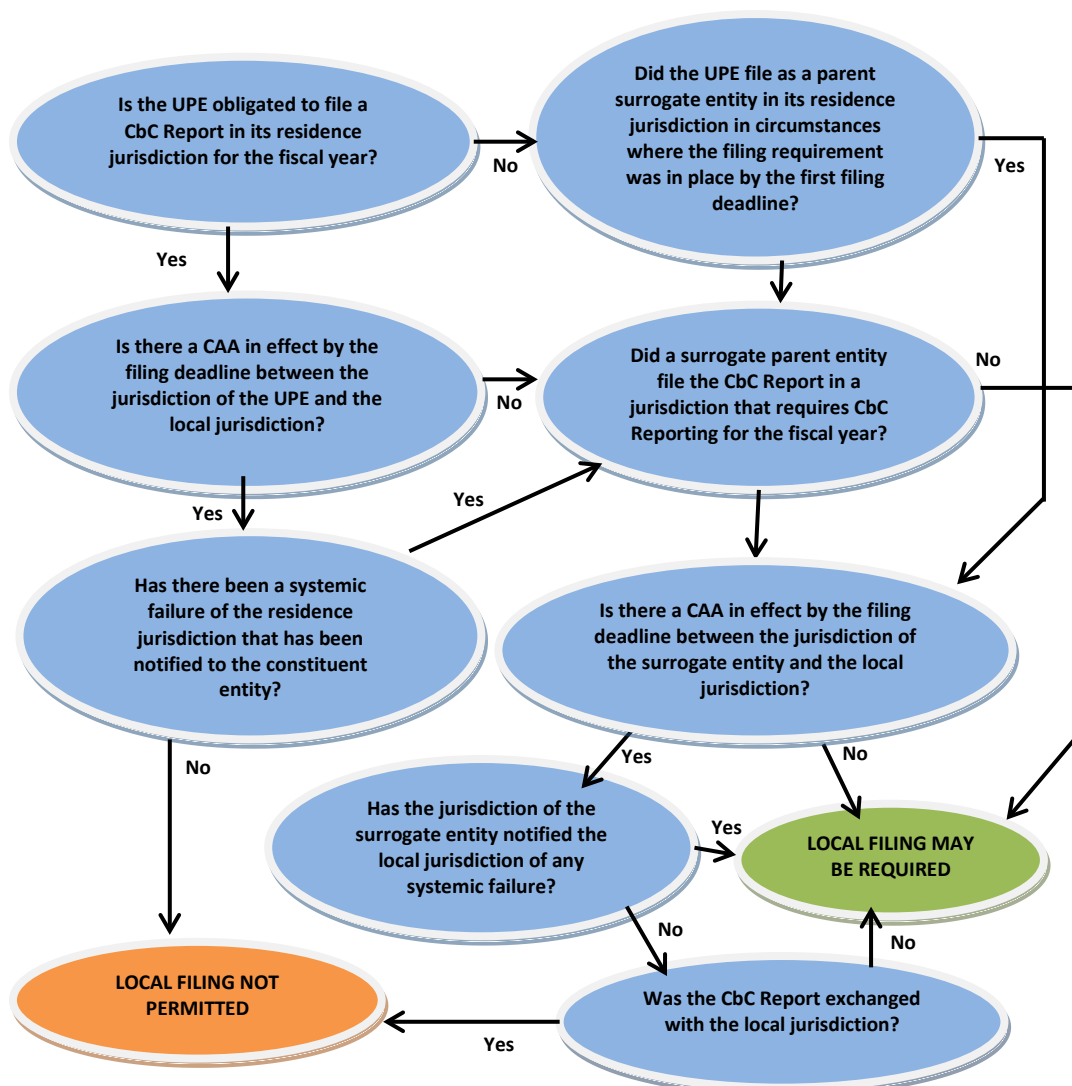 Is the UPE obligated to file a
CbC Report in its residence
jurisdiction for the fiscal year?
No
Did the UPE file as a parent
surrogate entity in its residence
jurisdiction in circumstances
where the filing requirement
was in place by the first filing
deadline?
Yes
Yes
Is there a CAA in effect by the
filing deadline between the
jurisdiction of the UPE and the
local jurisdiction?
No
Did a surrogate parent entity
file the CbC Report in a
jurisdiction that requires CbC
Reporting for the fiscal year?
No
Yes
Yes
Has there been a systemic
failure of the residence
jurisdiction that has been
notified to the constituent
entity?
Is there a CAA in effect by the filing
deadline between the jurisdiction of
the surrogate entity and the local
jurisdiction?
No
Yes
No
Has the jurisdiction of the
surrogate entity notified the
local jurisdiction of any
systemic failure?
Yes
LOCAL FILING MAY
BE REQUIRED
No
No
LOCAL FILING NOT
PERMITTED
Yes
Was the CbC Report exchanged
with the local jurisdiction?